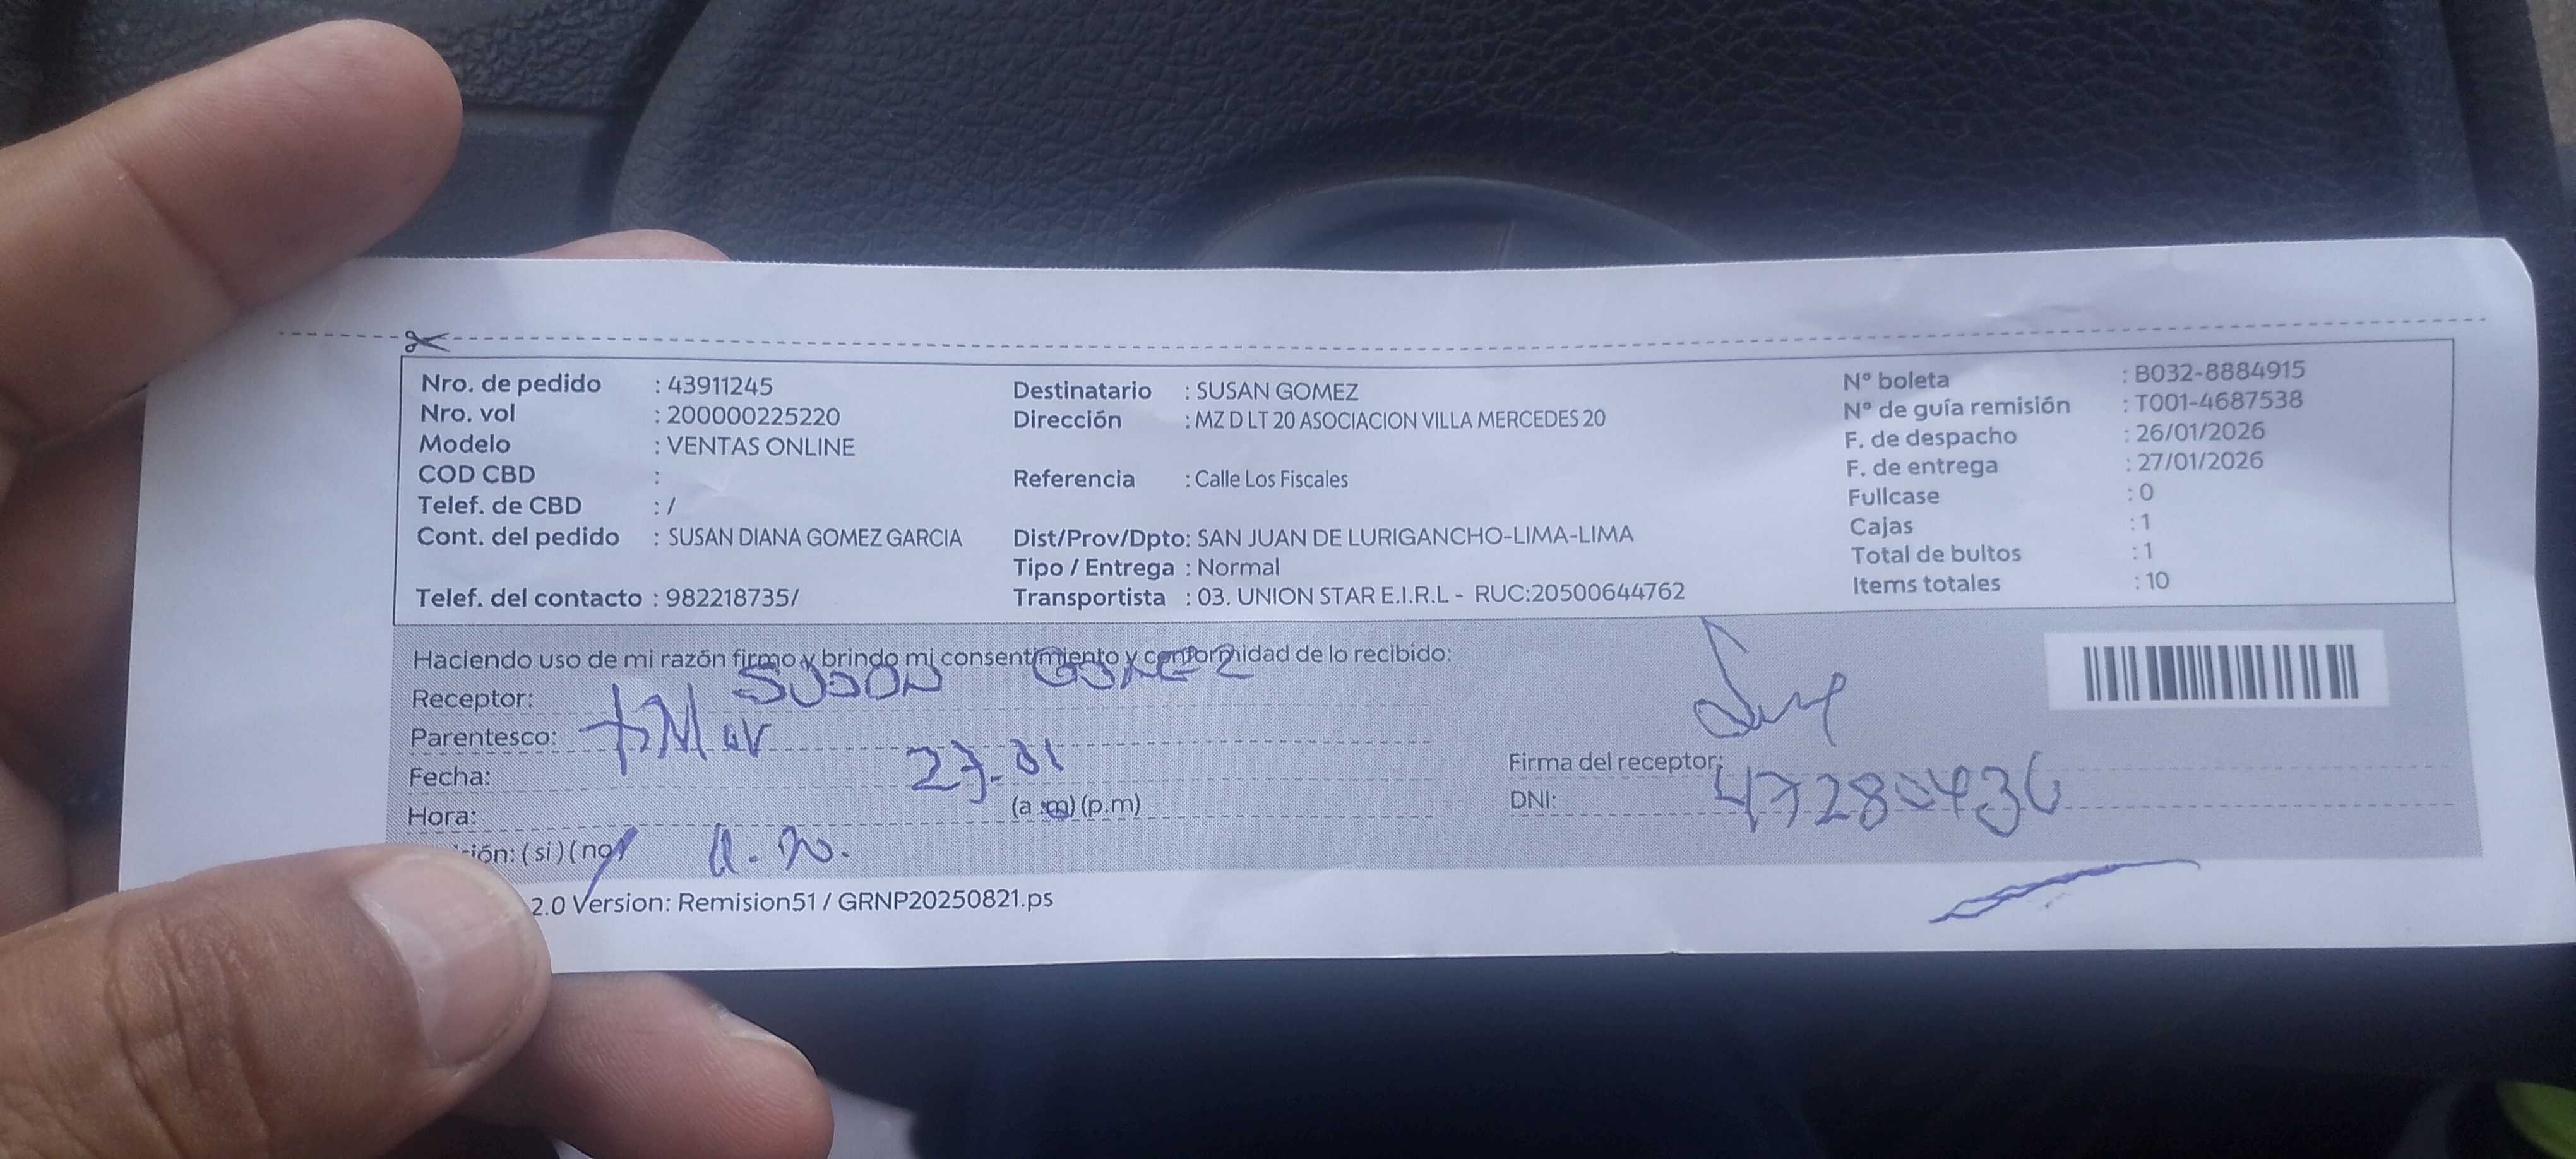 Nro. de pedido : 43911245
Nro. vol : 200000225220
Modelo : VENTAS ONLINE
COD CBD :
Telef. de CBD : /
Cont. del pedido : SUSAN DIANA GOMEZ GARCIA
Telef. del contacto : 982218735/
Destinatario : SUSAN GOMEZ
Dirección : MZ D LT 20 ASOCIACION VILLA MERCEDES 20
Referencia : Calle Los Fiscales
Dist/Prov/Dpto: SAN JUAN DE LURIGANCHO-LIMA-LIMA
Tipo / Entrega : Normal
Transportista : 03. UNION STAR E.I.R.L - RUC:20500644762
Nº boleta : B032-8884915
Nº de guía remisión : T001-4687538
F. de despacho : 26/01/2026
F. de entrega : 27/01/2026
Fullcase : 0
Cajas : 1
Total de bultos : 1
Items totales : 10
Haciendo uso de mi razón firmo y brindo mi consentimiento y conformidad de lo recibido:
Receptor: SUSAN GOMEZ
Parentesco:
Fecha: 27.01
Hora: (a.m) (p.m)
ión: (si) (no)
Firma del receptor:
DNI: 47280436
2.0 Version: Remision51 / GRNP20250821.ps